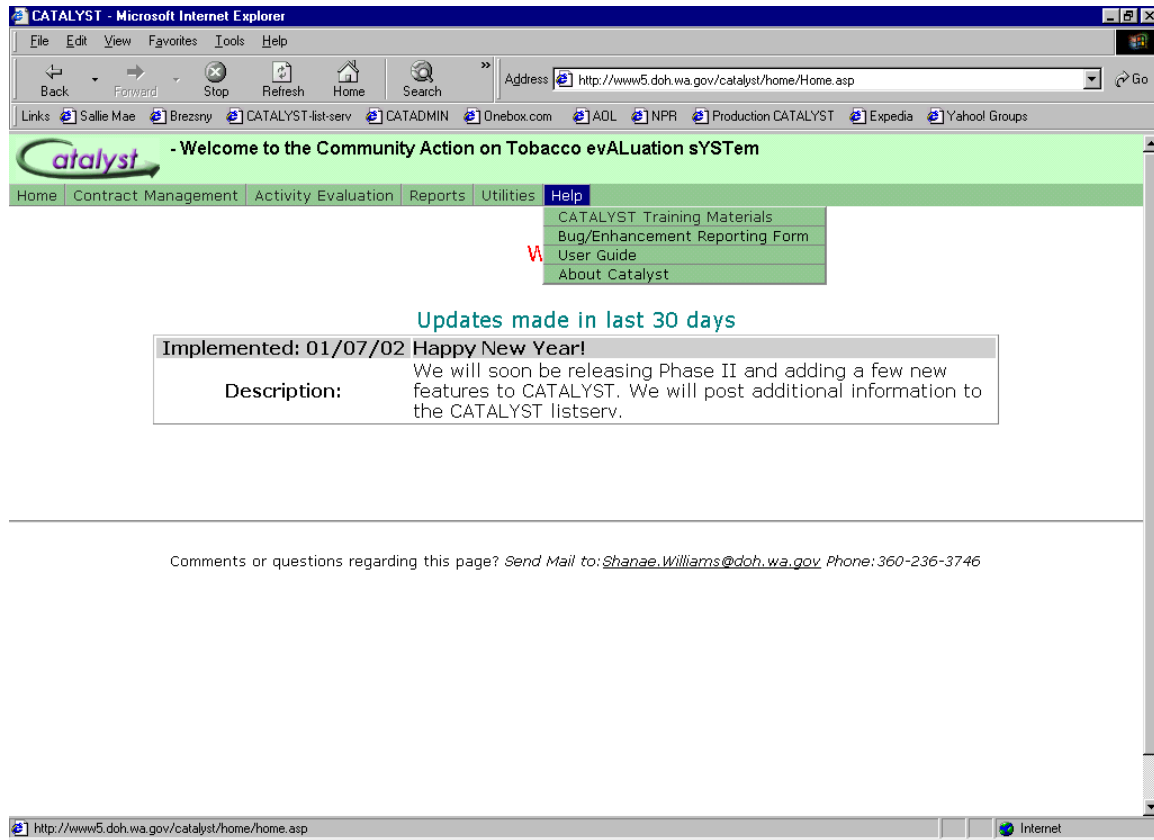 CATALYST - Microsoft Internet Explorer
File Edit View Favorites Tools Help
Back Forward Stop Refresh Home Search » Address http://www5.doh.wa.gov/catalyst/home/Home.asp Go
Links Sallie Mae Brezsny CATALYST-list-serv CATADMIN Onebox.com AOL NPR Production CATALYST Expedia Yahoo! Groups
Catalyst - Welcome to the Community Action on Tobacco evALuation sYSTem
Home Contract Management Activity Evaluation Reports Utilities Help
CATALYST Training Materials
Bug/Enhancement Reporting Form
User Guide
About Catalyst
Updates made in last 30 days
Implemented: 01/07/02 Happy New Year!
Description: We will soon be releasing Phase II and adding a few new
features to CATALYST. We will post additional information to
the CATALYST listserv.
Comments or questions regarding this page? Send Mail to: Shanae.Williams@doh.wa.gov Phone: 360-236-3746
http://www5.doh.wa.gov/catalyst/home/home.asp Internet